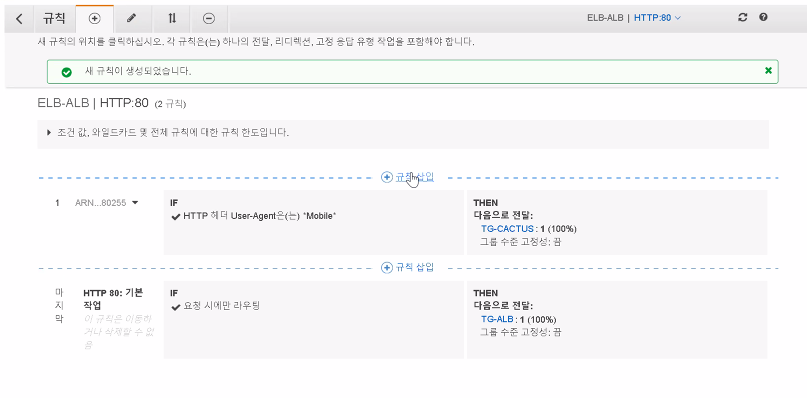 규칙
ELB-ALB | HTTP:80
새 규칙의 위치를 클릭하십시오. 각 규칙은(는) 하나의 전달, 리디렉션, 고정 응답 유형 작업을 포함해야 합니다.
새 규칙이 생성되었습니다.
ELB-ALB | HTTP:80 (2 규칙)
조건 값, 와일드카드 및 전체 규칙에 대한 규칙 한도입니다.
규칙 삽입
1 ARN...80255
IF
HTTP 헤더 User-Agent은(는) *Mobile*
THEN
다음으로 전달:
TG-CACTUS : 1 (100%)
그룹 수준 고정성: 끔
규칙 삽입
마
지
막
HTTP 80: 기본
작업
이 규칙은 이동하
거나 삭제할 수 없
음
IF
요청 시에만 라우팅
THEN
다음으로 전달:
TG-ALB : 1 (100%)
그룹 수준 고정성: 끔